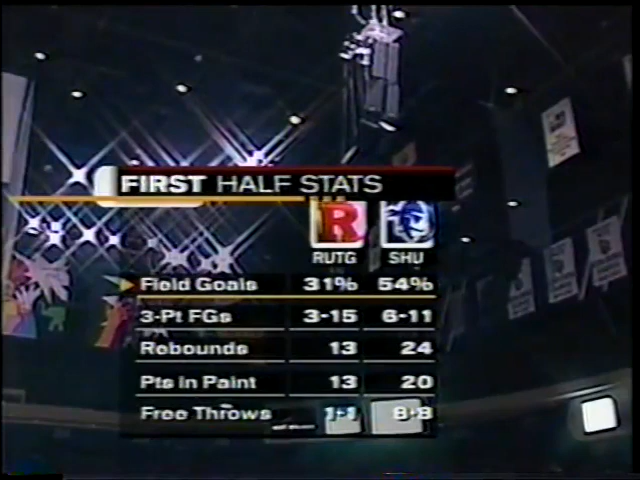 FIRST HALF STATS
R
RUTG SHU
Field Goals 31% 54%
3-Pt FGs 3-15 6-11
Rebounds 13 24
Pts in Paint 13 20
Free Throws 1-1 8-8